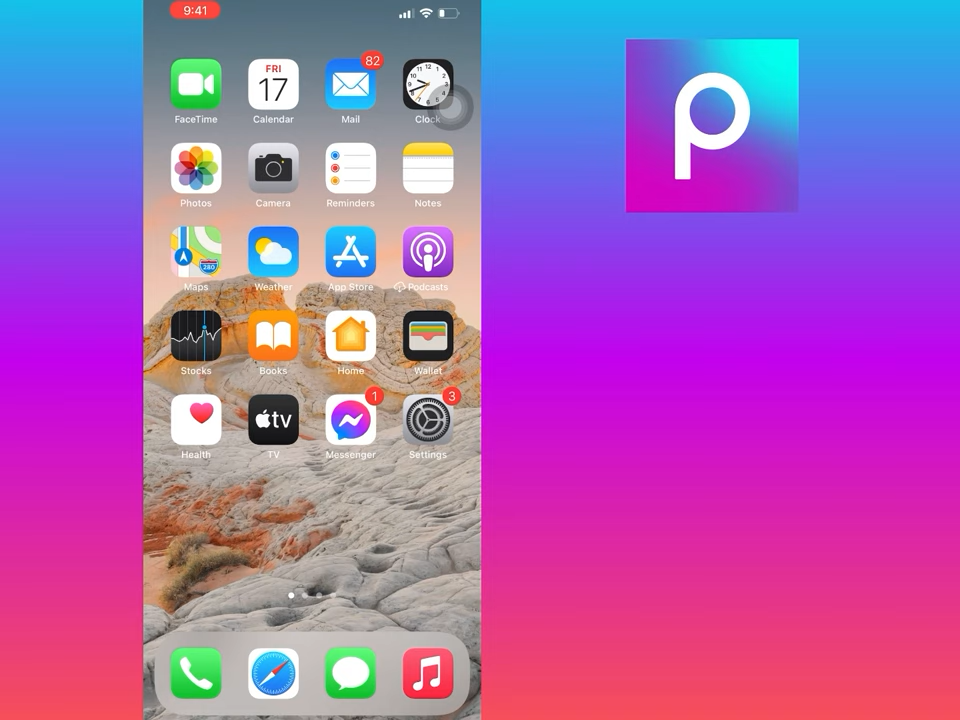 9:41
82
FRI
17
FaceTime
Calendar
Mail
Clock
Photos
Camera
Reminders
Notes
280
Maps
Weather
App Store
Podcasts
Stocks
Books
Home
Wallet
1
3
tv
Health
TV
Messenger
Settings
P